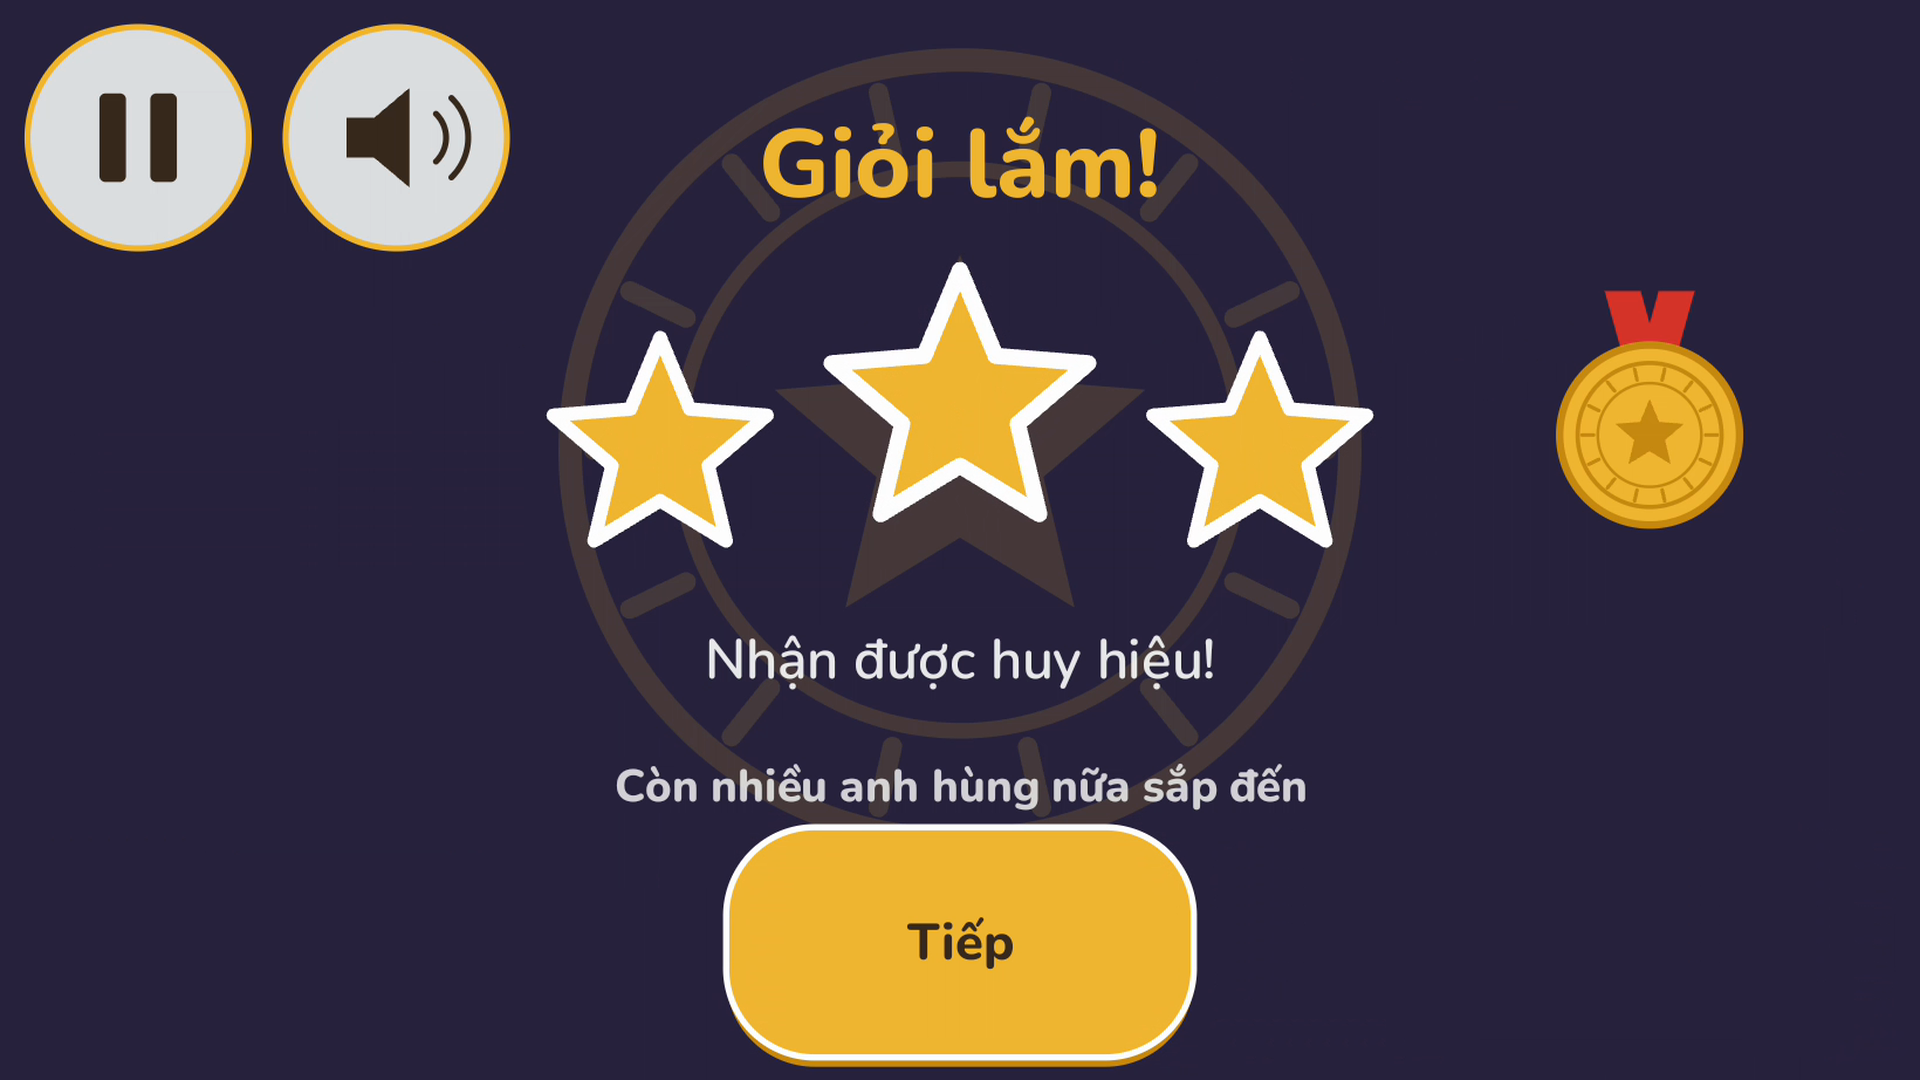 Giỏi lắm!
Nhận được huy hiệu!
Còn nhiều anh hùng nữa sắp đến
Tiếp